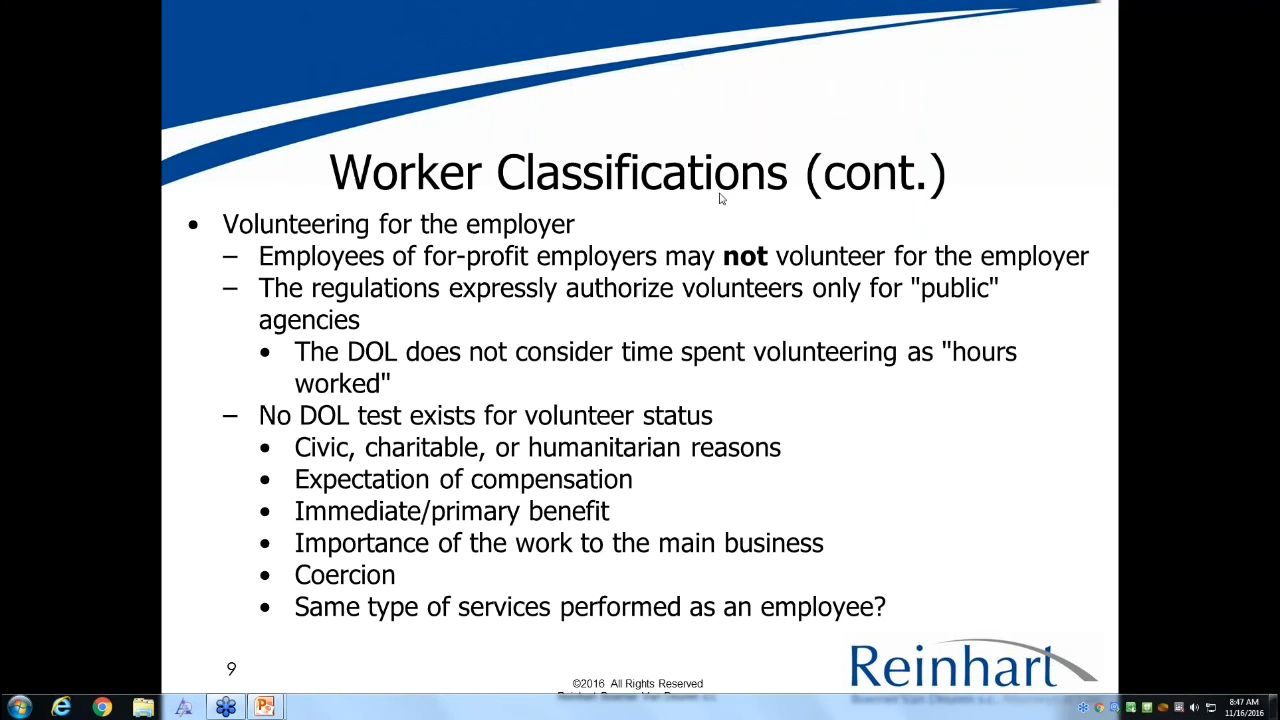 Worker Classifications (cont.)
• Volunteering for the employer
– Employees of for-profit employers may not volunteer for the employer
– The regulations expressly authorize volunteers only for "public"
agencies
• The DOL does not consider time spent volunteering as "hours
worked"
– No DOL test exists for volunteer status
• Civic, charitable, or humanitarian reasons
• Expectation of compensation
• Immediate/primary benefit
• Importance of the work to the main business
• Coercion
• Same type of services performed as an employee?
Reinhart
9
©2016 All Rights Reserved
8:47 AM
11/16/2016